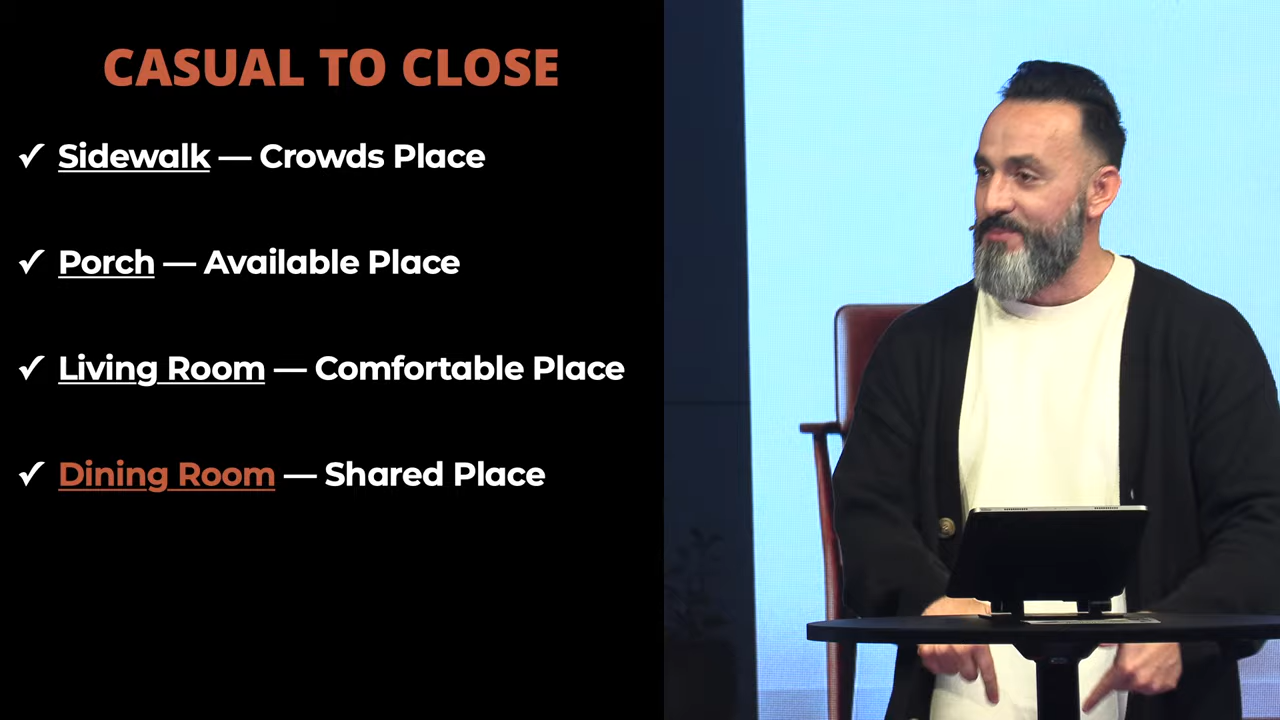 CASUAL TO CLOSE
✓ Sidewalk — Crowds Place
✓ Porch — Available Place
✓ Living Room — Comfortable Place
✓ Dining Room — Shared Place